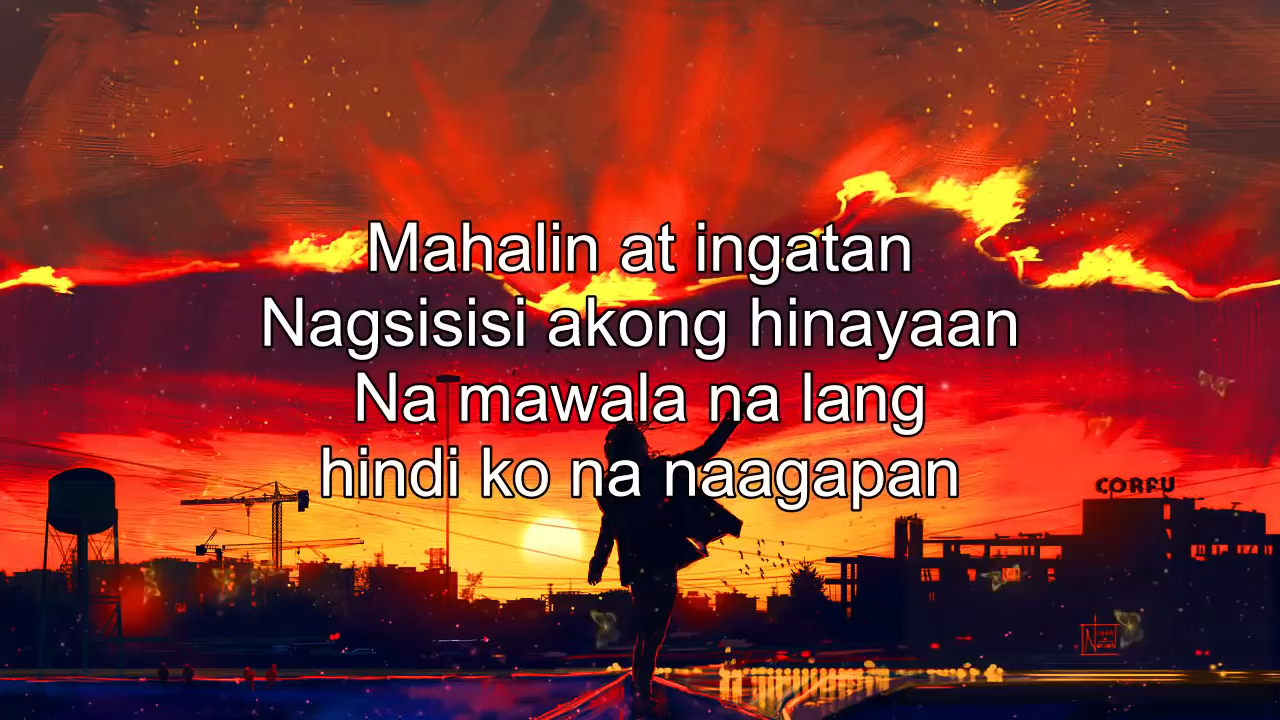 Mahalin at ingatan
Nagsisisi akong hinayaan
Na mawala na lang
hindi ko na naagapan
CORFU